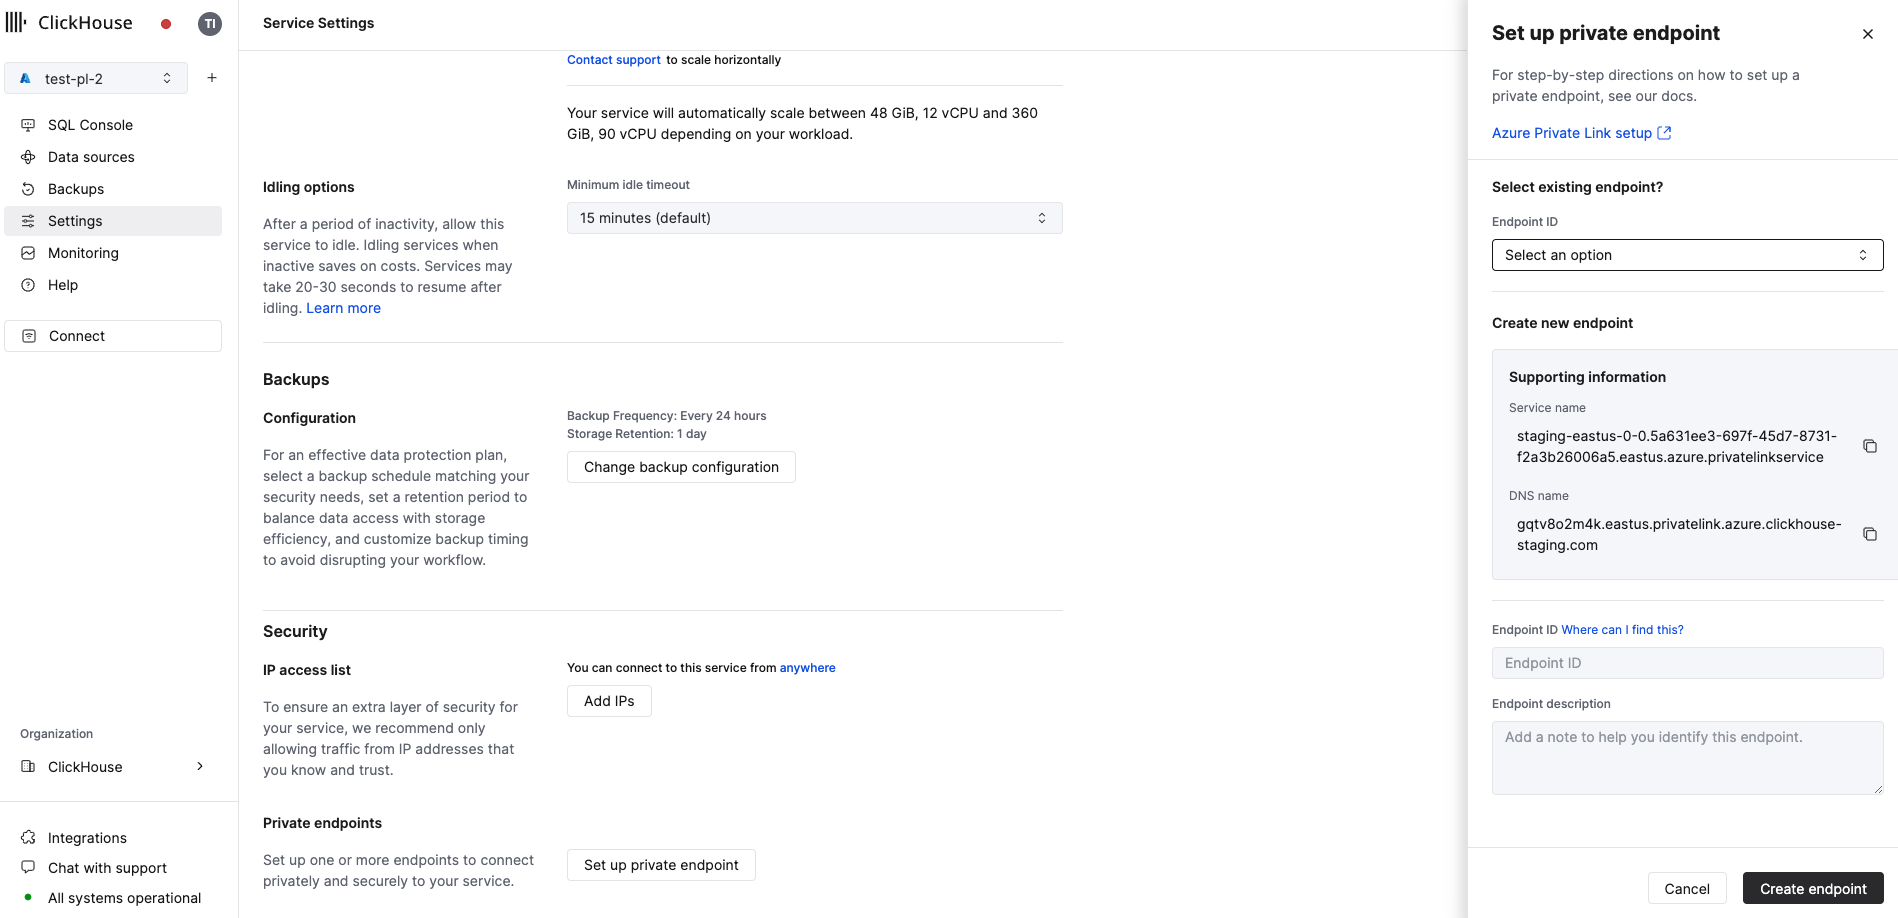 ClickHouse
TI
test-pl-2
SQL Console
Data sources
Backups
Settings
Monitoring
Help
Connect
Organization
ClickHouse
Integrations
Chat with support
All systems operational
Service Settings
Contact support to scale horizontally
Your service will automatically scale between 48 GiB, 12 vCPU and 360
GiB, 90 vCPU depending on your workload.
Idling options
After a period of inactivity, allow this
service to idle. Idling services when
inactive saves on costs. Services may
take 20-30 seconds to resume after
idling. Learn more
Minimum idle timeout
15 minutes (default)
Backups
Configuration
For an effective data protection plan,
select a backup schedule matching your
security needs, set a retention period to
balance data access with storage
efficiency, and customize backup timing
to avoid disrupting your workflow.
Backup Frequency: Every 24 hours
Storage Retention: 1 day
Change backup configuration
Security
IP access list
To ensure an extra layer of security for
your service, we recommend only
allowing traffic from IP addresses that
you know and trust.
You can connect to this service from anywhere
Add IPs
Private endpoints
Set up one or more endpoints to connect
privately and securely to your service.
Set up private endpoint
Set up private endpoint
For step-by-step directions on how to set up a
private endpoint, see our docs.
Azure Private Link setup
Select existing endpoint?
Endpoint ID
Select an option
Create new endpoint
Supporting information
Service name
staging-eastus-0-0.5a631ee3-697f-45d7-8731-
f2a3b26006a5.eastus.azure.privatelinkservice
DNS name
gqtv8o2m4k.eastus.privatelink.azure.clickhouse-
staging.com
Endpoint ID Where can I find this?
Endpoint ID
Endpoint description
Add a note to help you identify this endpoint.
Cancel
Create endpoint